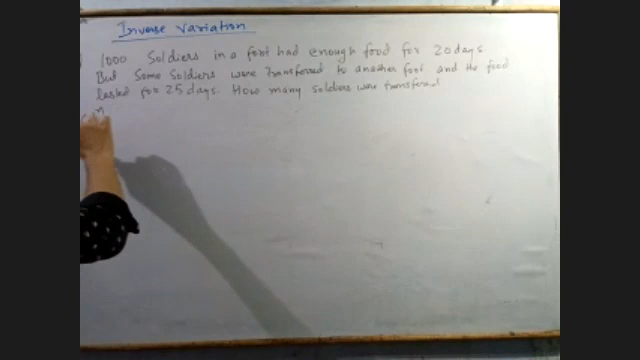 Inverse Variation
1000 Soldiers in a fort had enough food for 20 days.
But Some Soldiers were transferred to another fort and the food
lasted for 25 days. How many soldiers were transfered